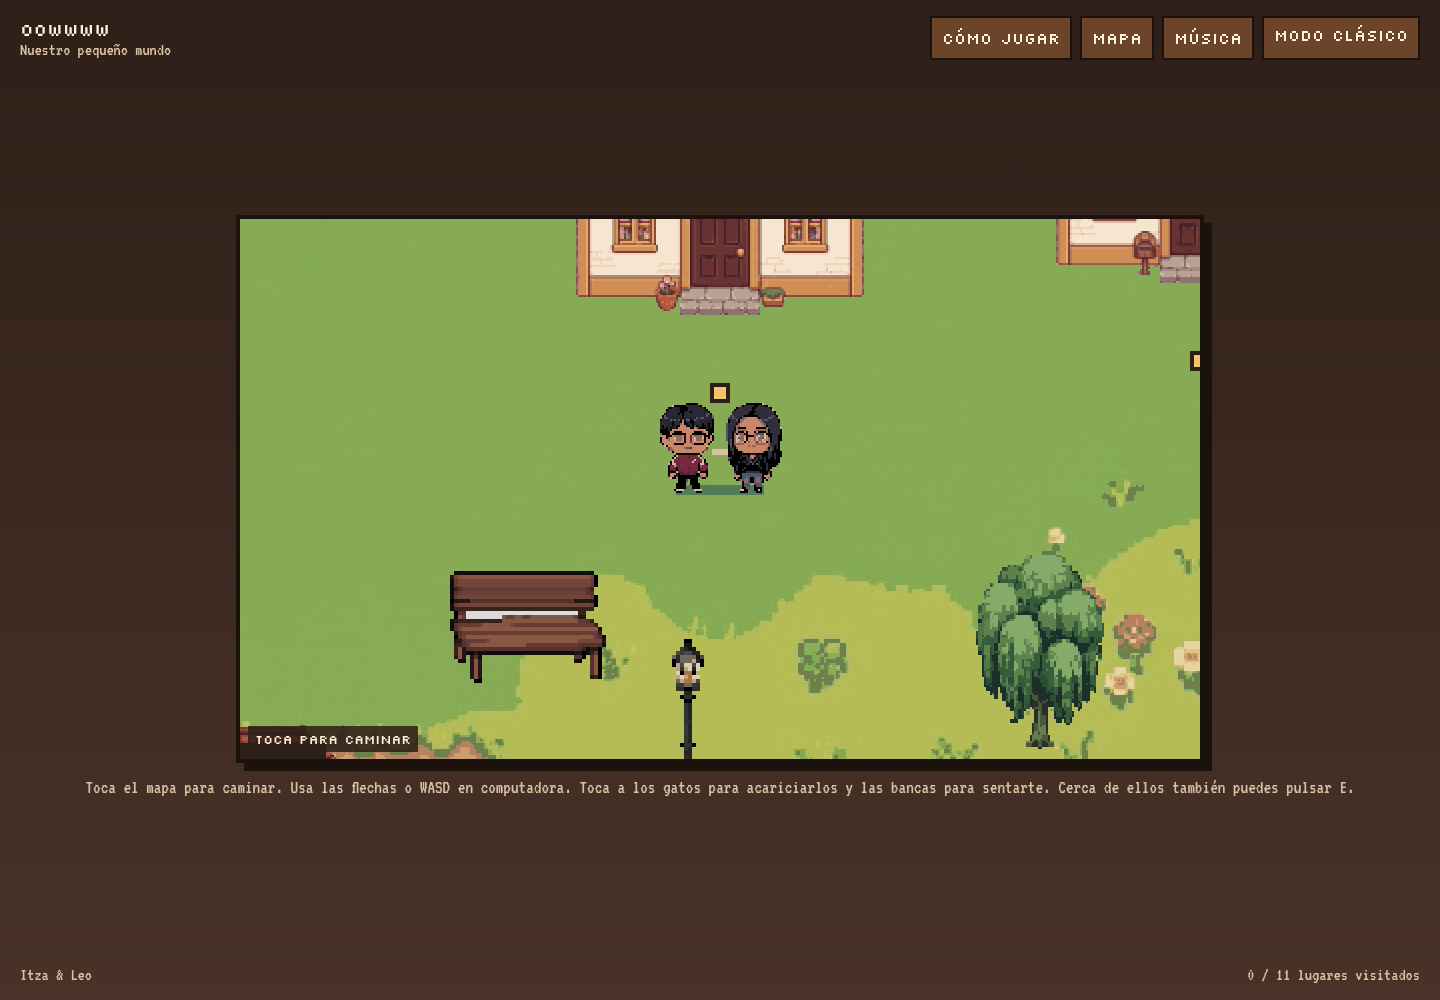 OOWWWW
Nuestro pequeño mundo
CÓMO JUGAR
MAPA
MÚSICA
MODO CLÁSICO
TOCA PARA CAMINAR
Toca el mapa para caminar. Usa las flechas o WASD en computadora. Toca a los gatos para acariciarlos y las bancas para sentarte. Cerca de ellos también puedes pulsar E.
Itza & Leo
0 / 11 lugares visitados